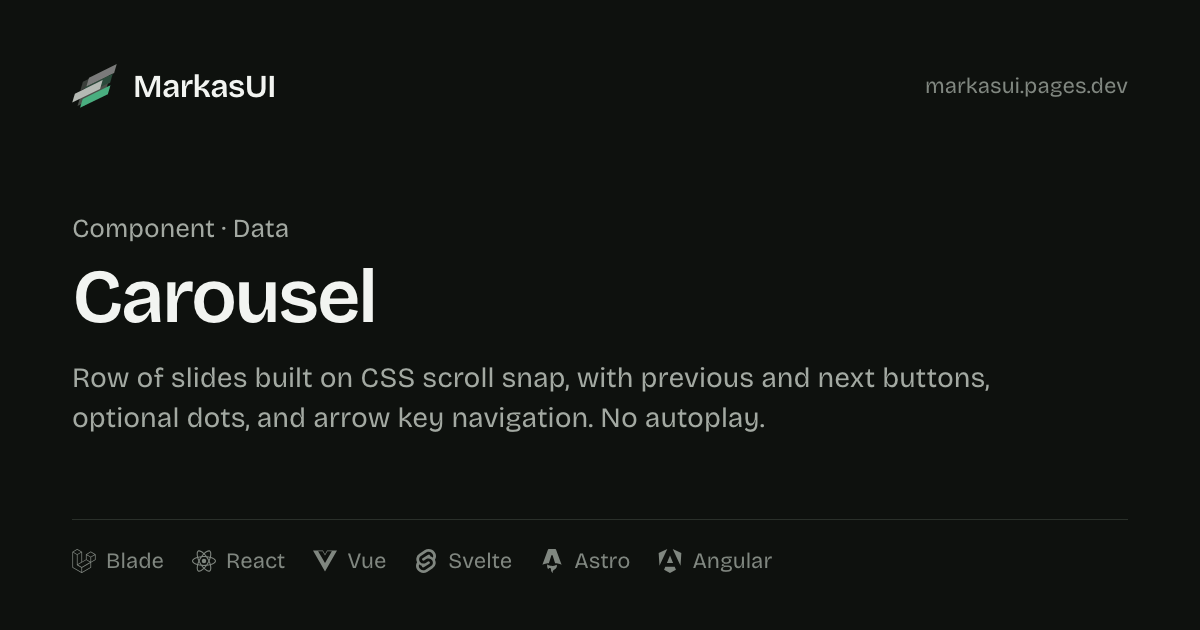 MarkasUI
markasui.pages.dev
Component · Data
Carousel
Row of slides built on CSS scroll snap, with previous and next buttons,
optional dots, and arrow key navigation. No autoplay.
Blade React Vue Svelte Astro Angular